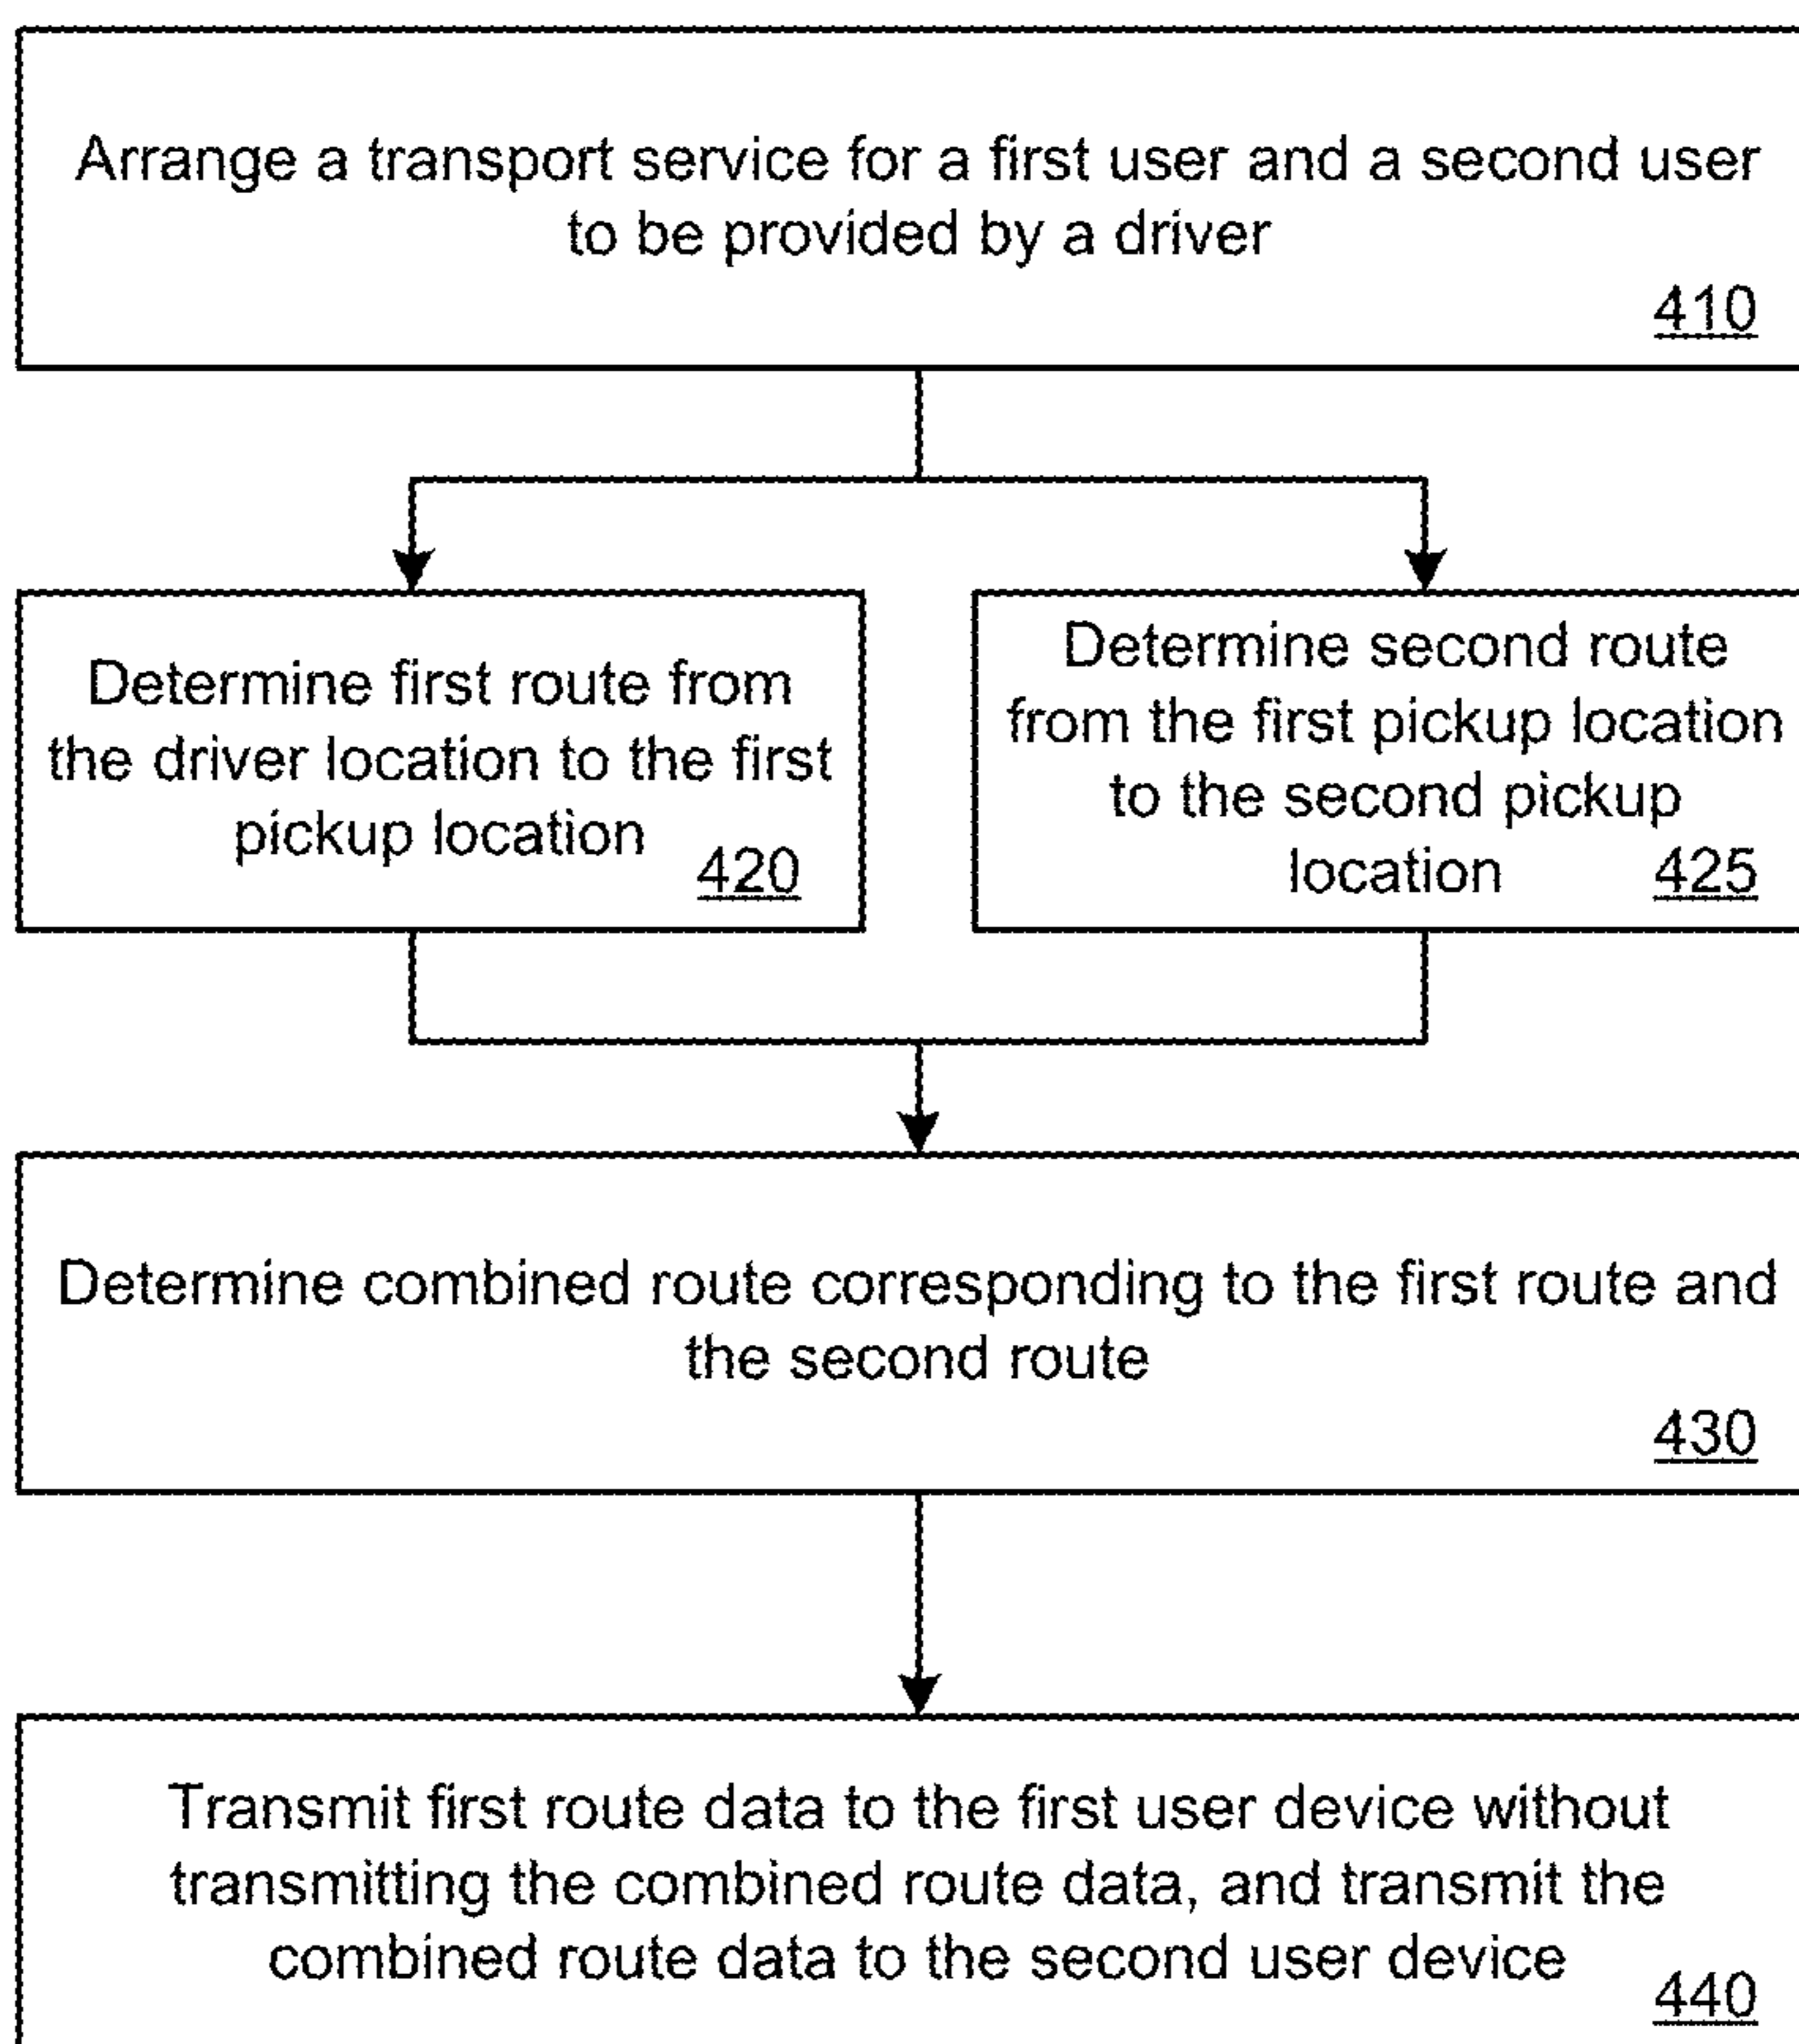 Arrange a transport service for a first user and a second user
to be provided by a driver
410
Determine first route from
the driver location to the first
pickup location
420
Determine second route
from the first pickup location
to the second pickup
location
425
Determine combined route corresponding to the first route and
the second route
430
Transmit first route data to the first user device without
transmitting the combined route data, and transmit the
combined route data to the second user device
440